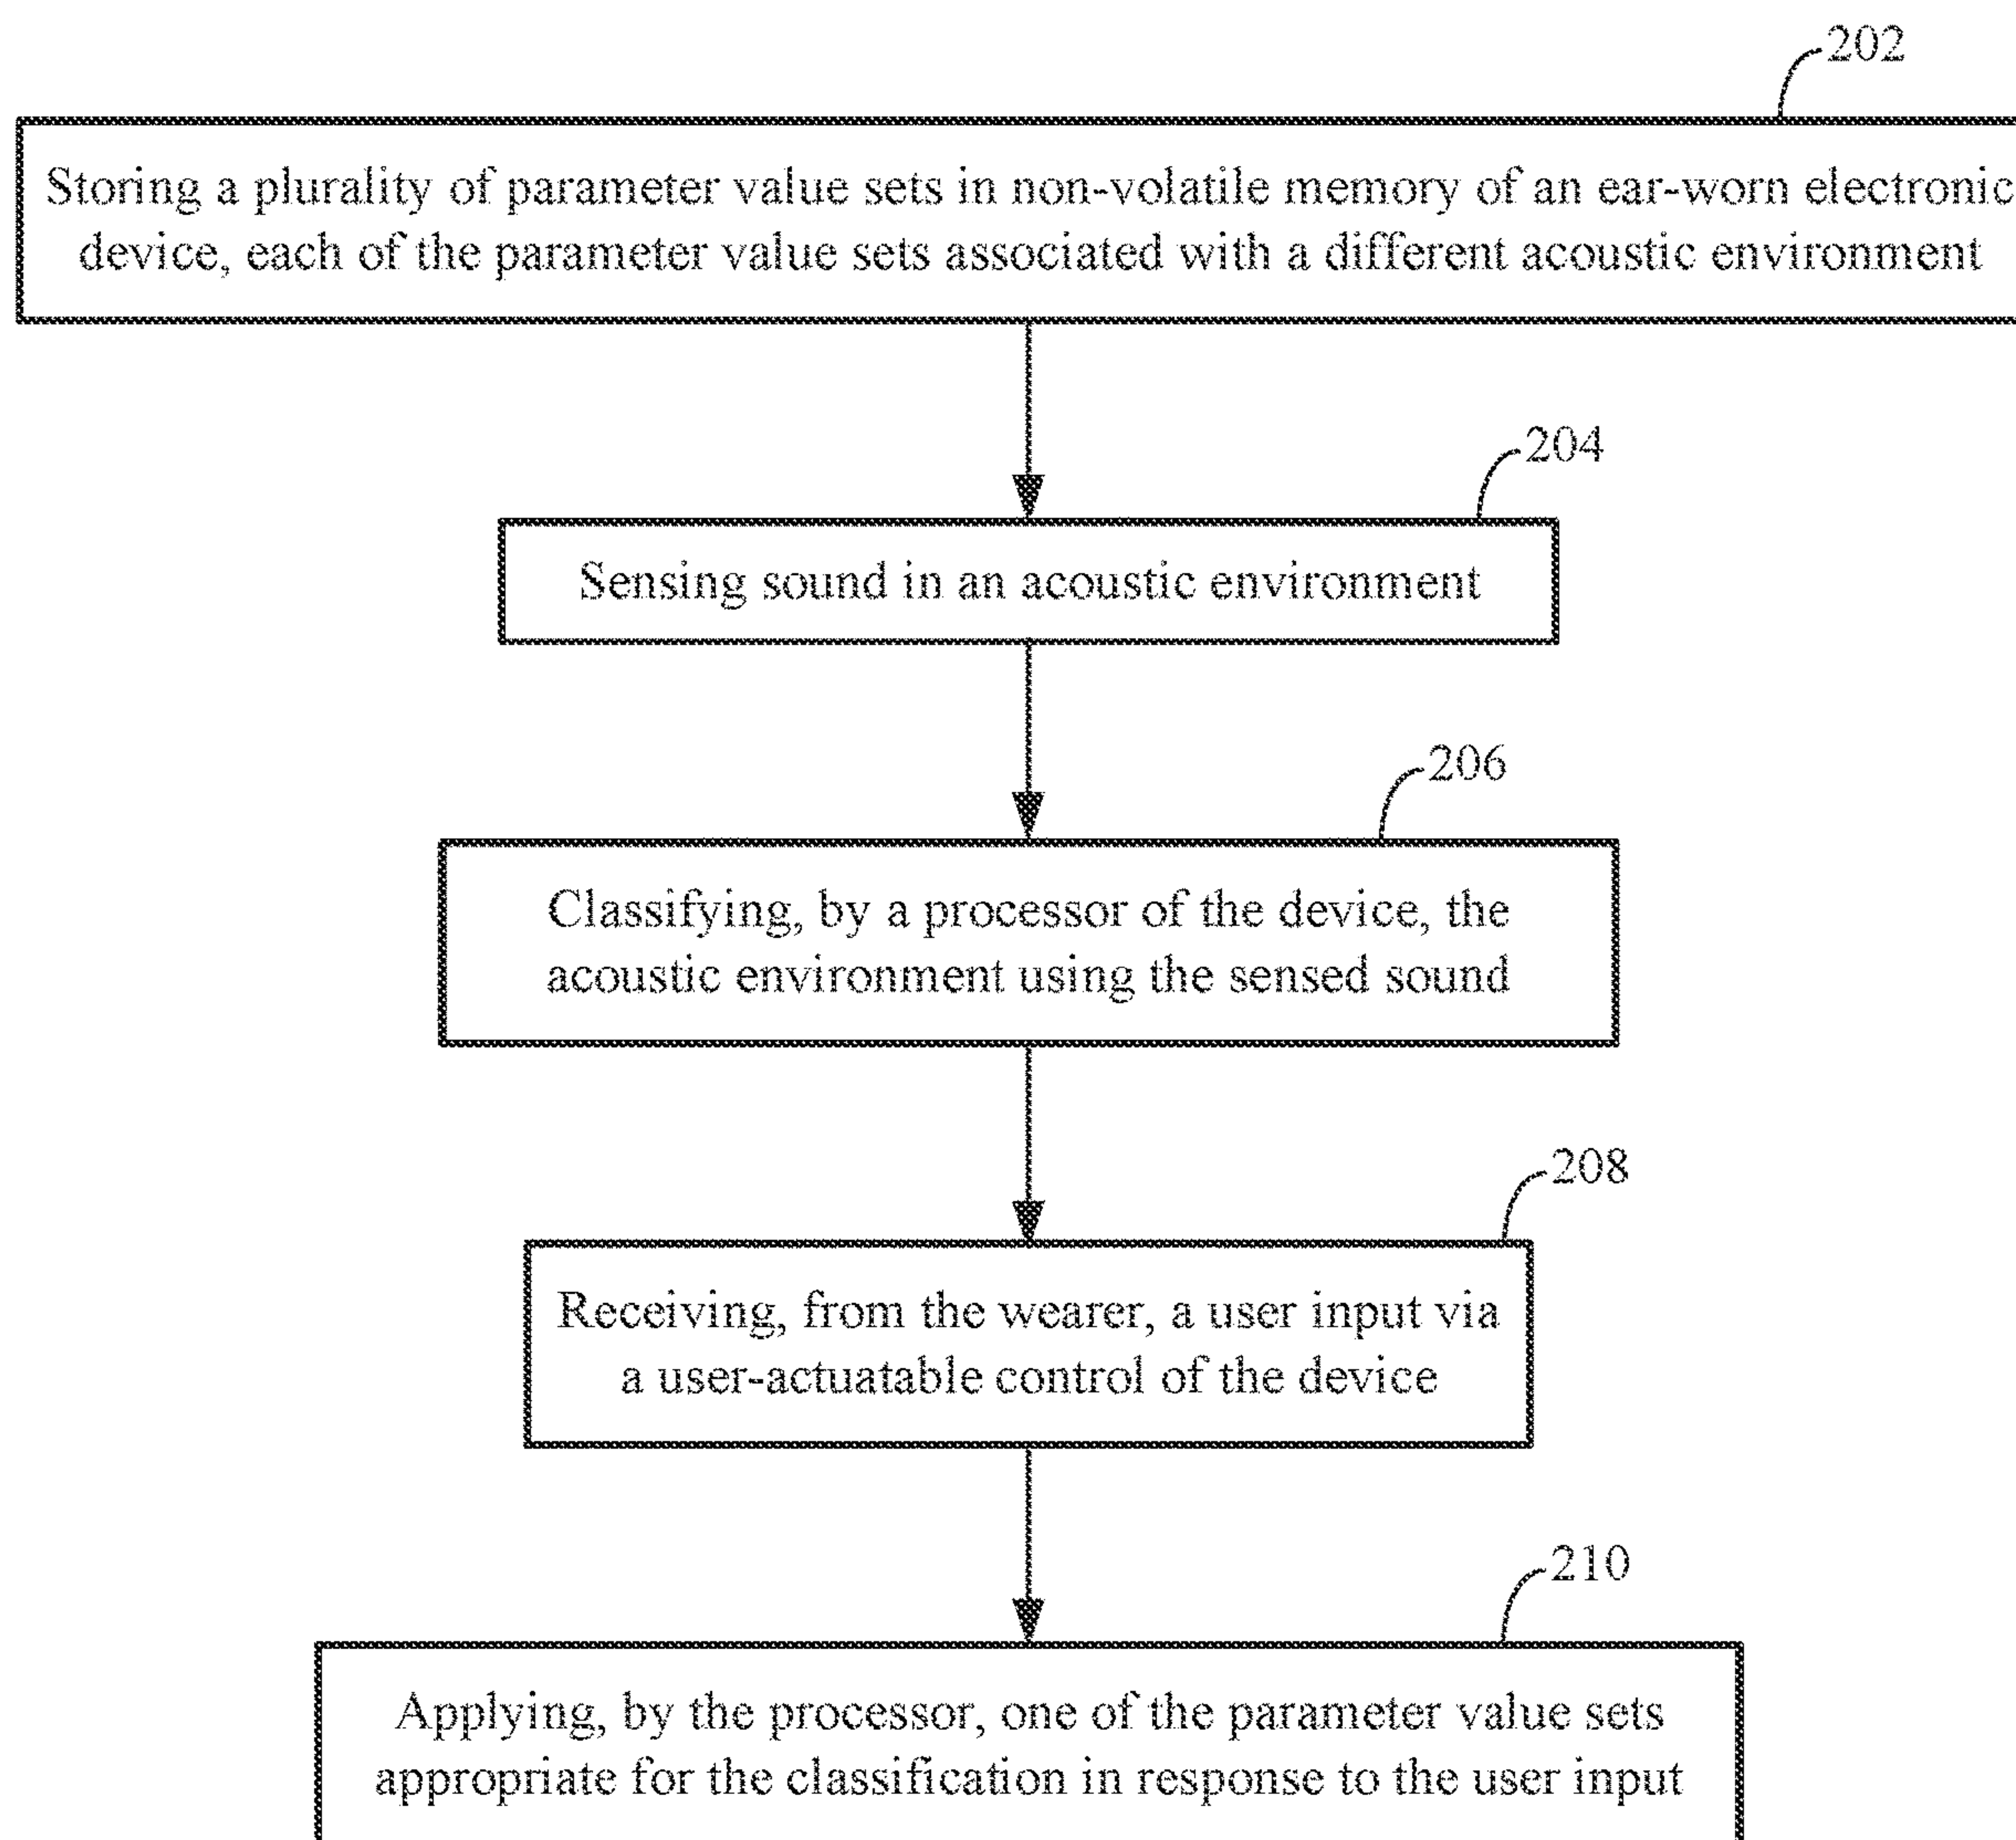 202
Storing a plurality of parameter value sets in non-volatile memory of an ear-worn electronic
device, each of the parameter value sets associated with a different acoustic environment
204
Sensing sound in an acoustic environment
206
Classifying, by a processor of the device, the
acoustic environment using the sensed sound
208
Receiving, from the wearer, a user input via
a user-actuatable control of the device
210
Applying, by the processor, one of the parameter value sets
appropriate for the classification in response to the user input